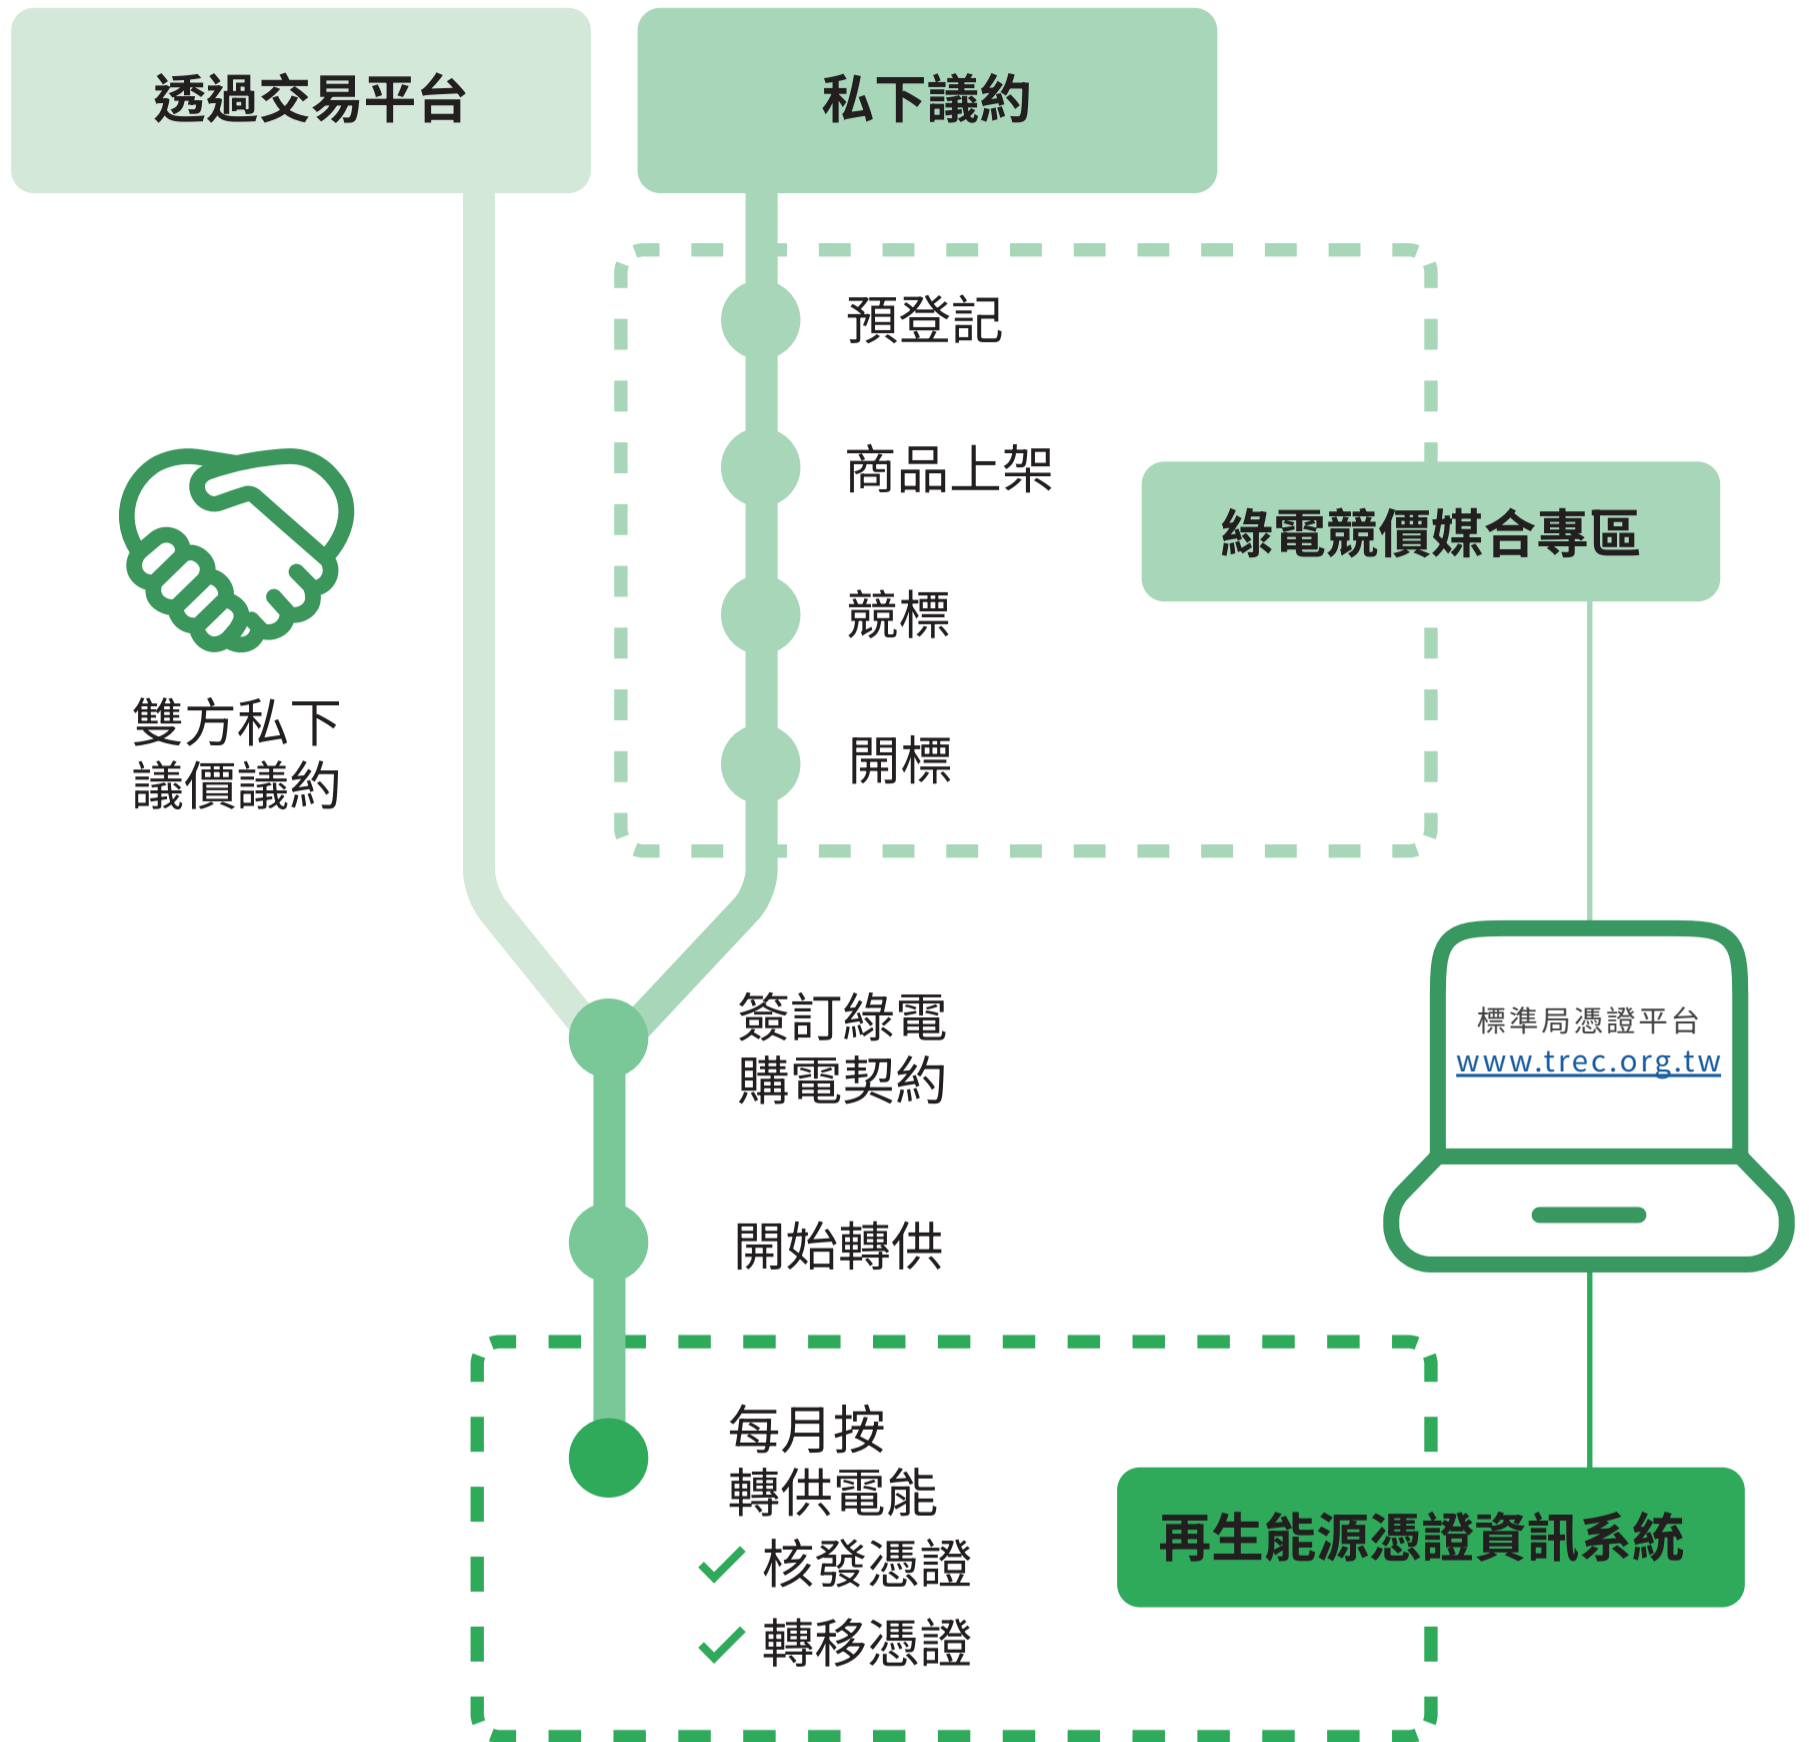 透過交易平台
私下議約
預登記
商品上架
競標
開標
綠電競價媒合專區
雙方私下
議價議約
簽訂綠電
購電契約
標準局憑證平台
www.trec.org.tw
開始轉供
每月按
轉供電能
核發憑證
轉移憑證
再生能源憑證資訊系統